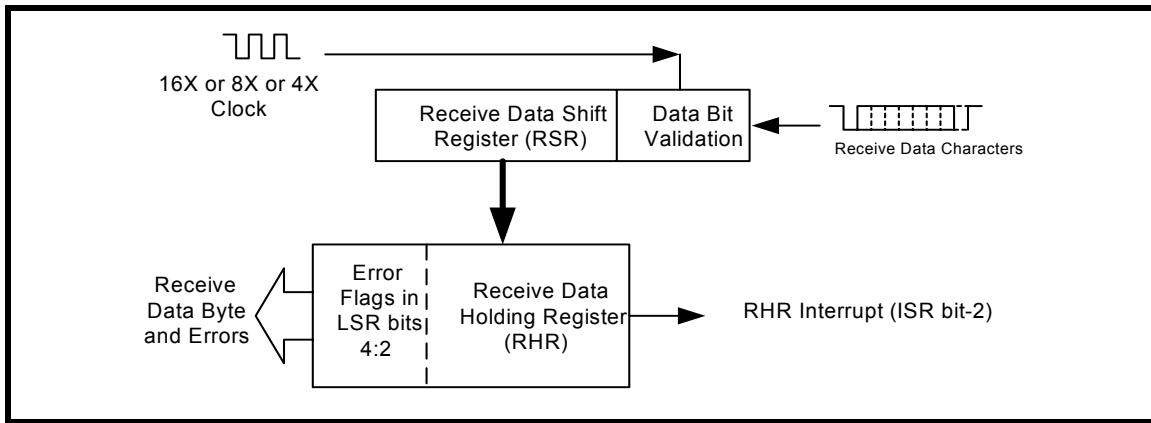 16X or 8X or 4X
Clock
Receive Data Shift
Register (RSR)
Data Bit
Validation
Receive Data Characters
Receive
Data Byte
and Errors
Error
Flags in
LSR bits
4:2
Receive Data
Holding Register
(RHR)
RHR Interrupt (ISR bit-2)